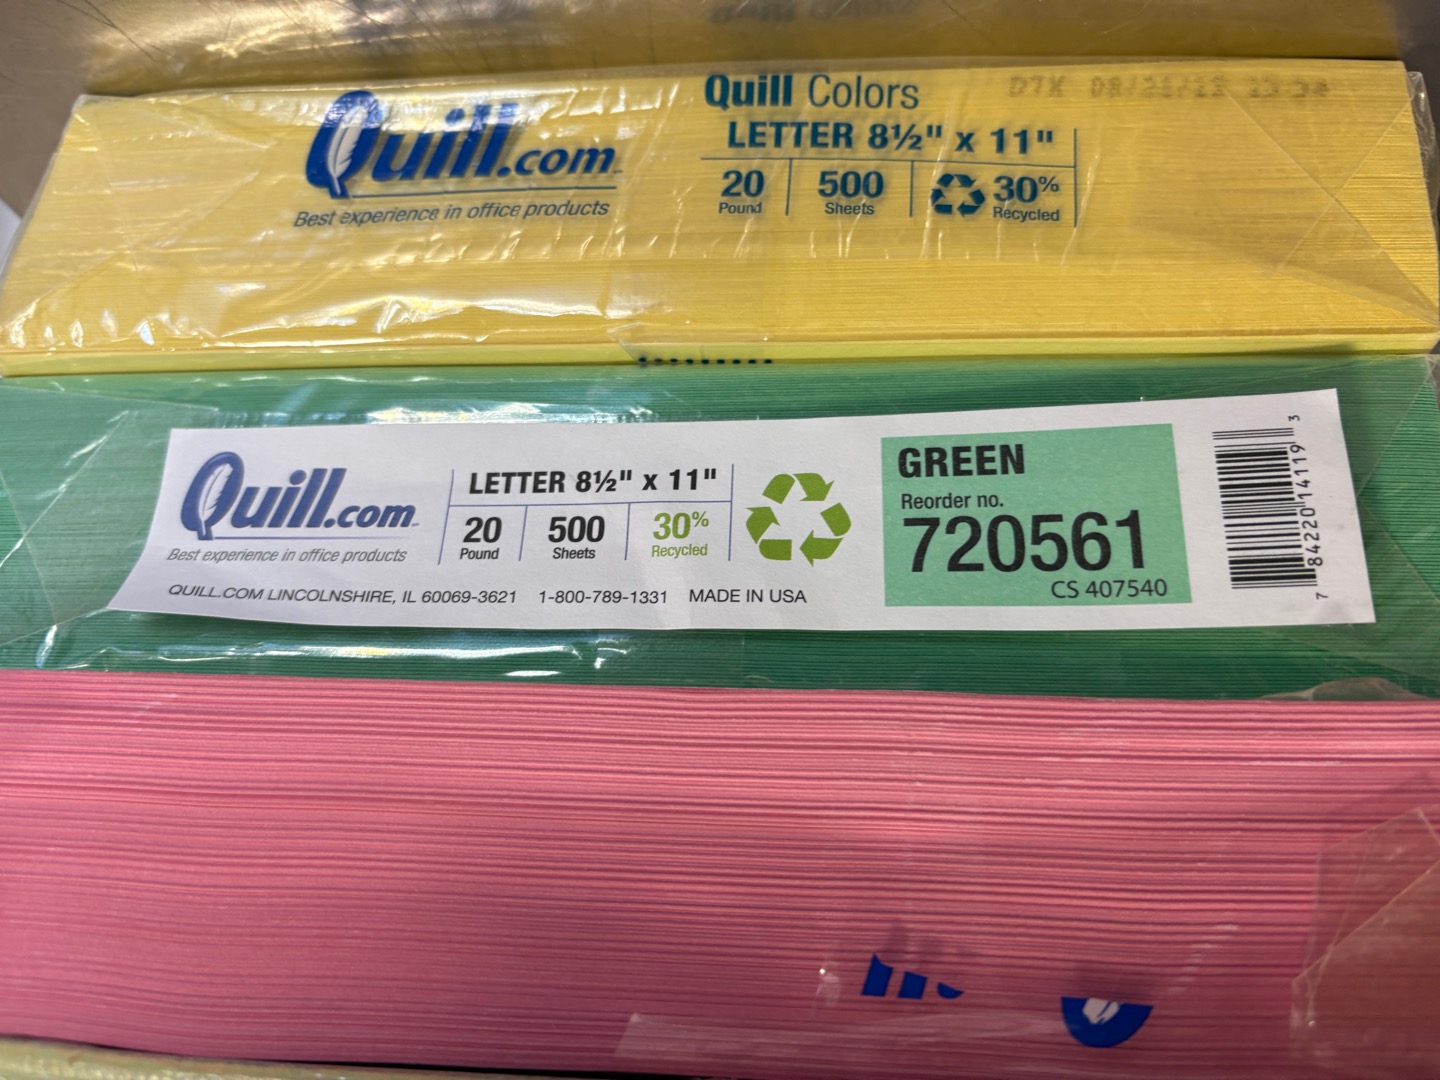 Quill.com
Best experience in office products
Quill Colors
LETTER 8½" x 11"
20 Pound
500 Sheets
30% Recycled
Quill.com
Best experience in office products
LETTER 8½" x 11"
20 Pound
500 Sheets
30% Recycled
QUILL.COM LINCOLNSHIRE, IL 60069-3621 1-800-789-1331 MADE IN USA
GREEN
Reorder no.
720561
CS 407540
7 84220 14119 3